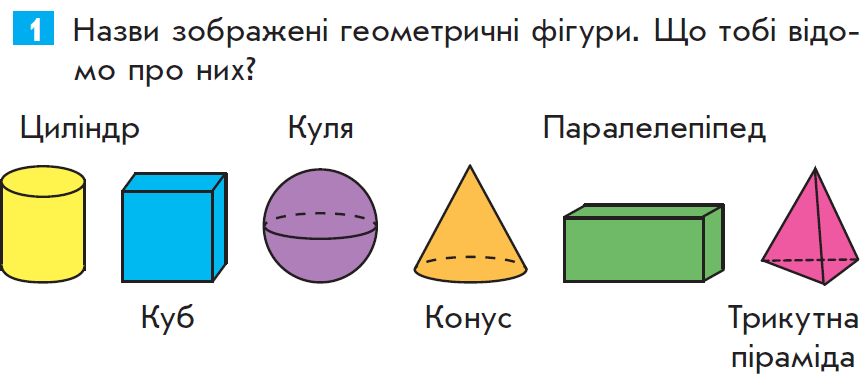 1 Назви зображені геометричні фігури. Що тобі відо-
мо про них?
Циліндр Куля Паралелепіпед
Куб Конус Трикутна
піраміда